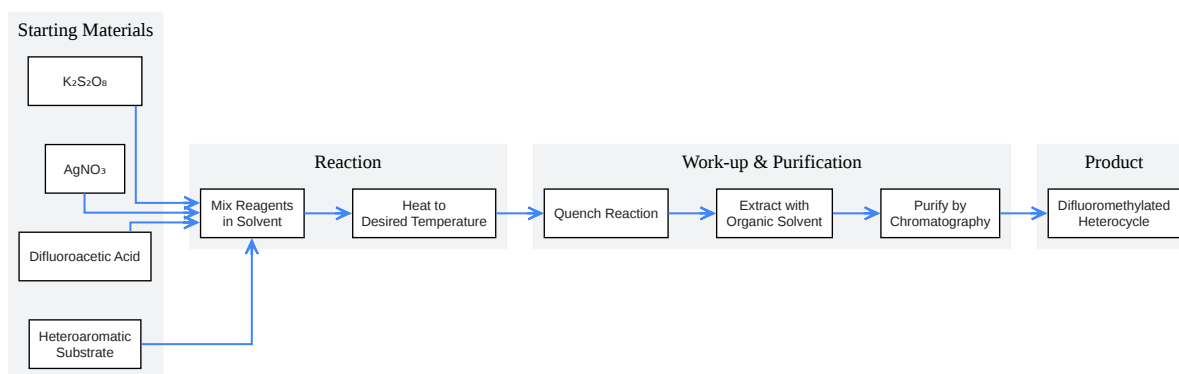 Starting Materials
K₂S₂O₈
AgNO₃
Difluoroacetic Acid
Heteroaromatic
Substrate
Reaction
Mix Reagents
in Solvent
Heat to
Desired Temperature
Work-up & Purification
Quench Reaction
Extract with
Organic Solvent
Purify by
Chromatography
Product
Difluoromethylated
Heterocycle